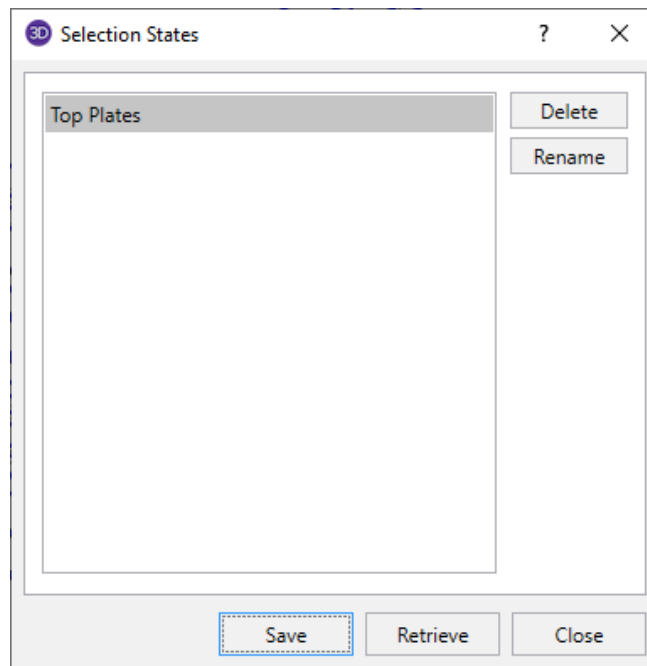 3D Selection States ?
Top Plates
Delete
Rename
Save Retrieve Close